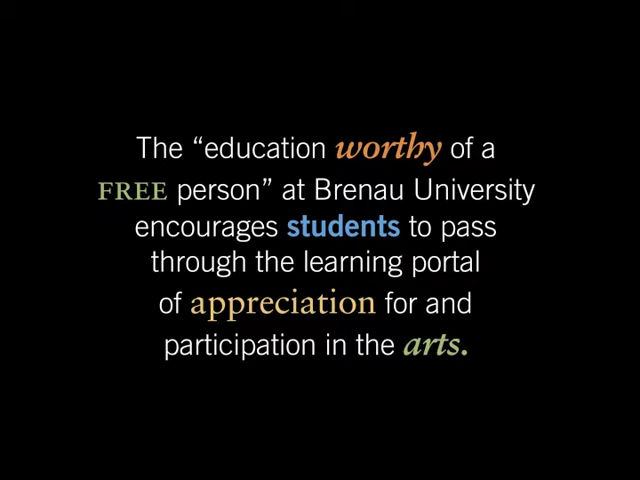 The “education worthy of a
FREE person” at Brenau University
encourages students to pass
through the learning portal
of appreciation for and
participation in the arts.